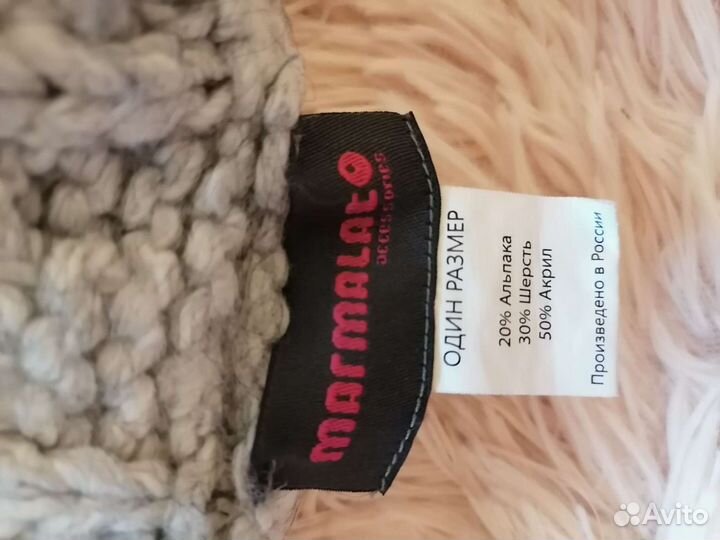 marmalato
accessories
ОДИН РАЗМЕР
20% Альпака
30% Шерсть
50% Акрил
Произведено в России
Avito